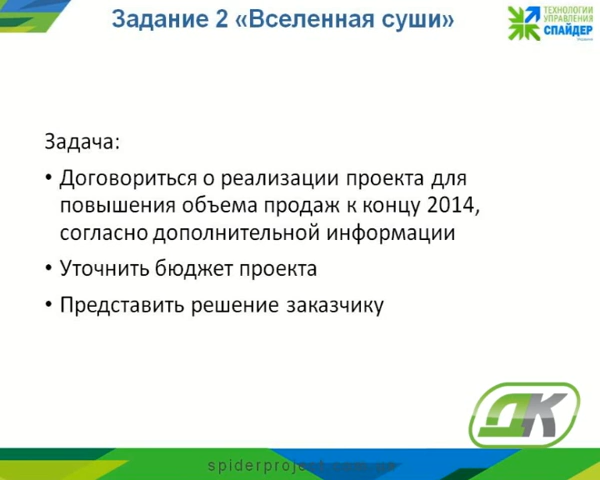 Задание 2 «Вселенная суши»
ТЕХНОЛОГИИ
УПРАВЛЕНИЯ
СПАЙДЕР
Задача:
• Договориться о реализации проекта для
повышения объема продаж к концу 2014,
согласно дополнительной информации
• Уточнить бюджет проекта
• Представить решение заказчику
ДК
spiderproject.com.ua